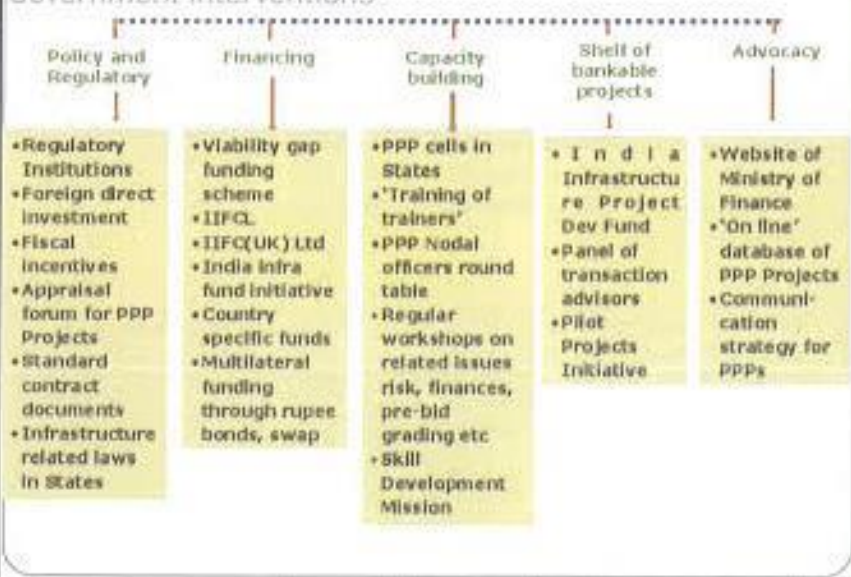 Government Interventions
Policy and
Regulatory
•Regulatory
Institutions
•Foreign direct
investment
•Fiscal
incentives
•Appraisal
forum for PPP
Projects
•Standard
contract
documents
•Infrastructure
related laws
in States
Financing
•Viability gap
funding
scheme
•IIFCL
•IIFC(UK) Ltd
•India infra
fund initiative
•Country
specific funds
•Multilateral
funding
through rupee
bonds, swap
Capacity
building
•PPP cells in
States
•'Training of
trainers'
•PPP Nodal
officers round
table
•Regular
workshops on
related issues
risk, finances,
pre-bid
grading etc
•Skill
Development
Mission
Shelf of
bankable
projects
•India
Infrastructu
re Project
Dev Fund
•Panel of
transaction
advisors
•Pilot
Projects
Initiative
Advocacy
•Website of
Ministry of
Finance
•'On line'
database of
PPP Projects
•Communi-
cation
strategy for
PPPs